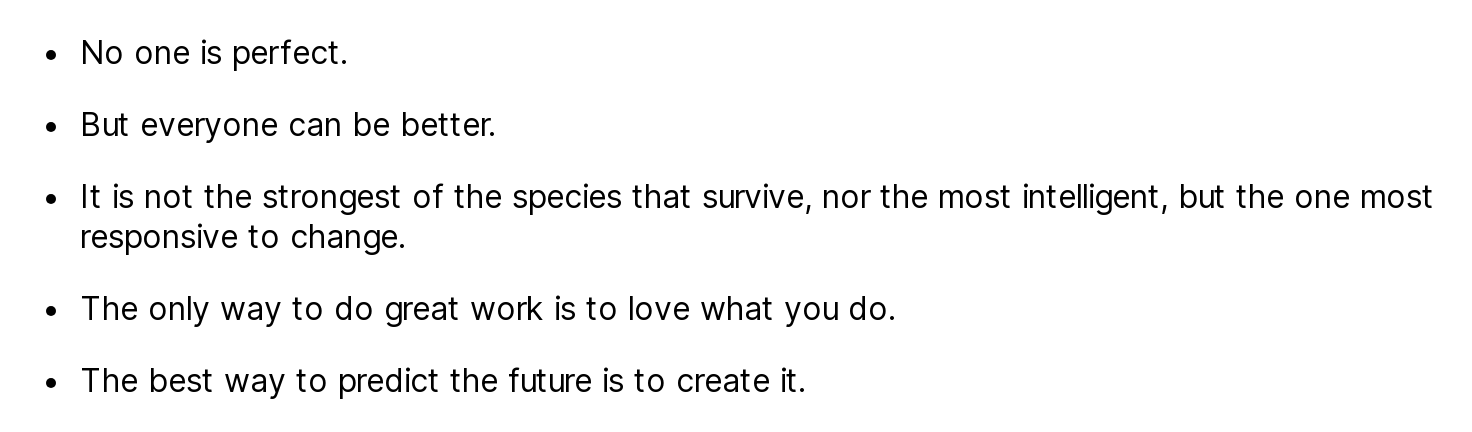 • No one is perfect.
• But everyone can be better.
• It is not the strongest of the species that survive, nor the most intelligent, but the one most
responsive to change.
• The only way to do great work is to love what you do.
• The best way to predict the future is to create it.